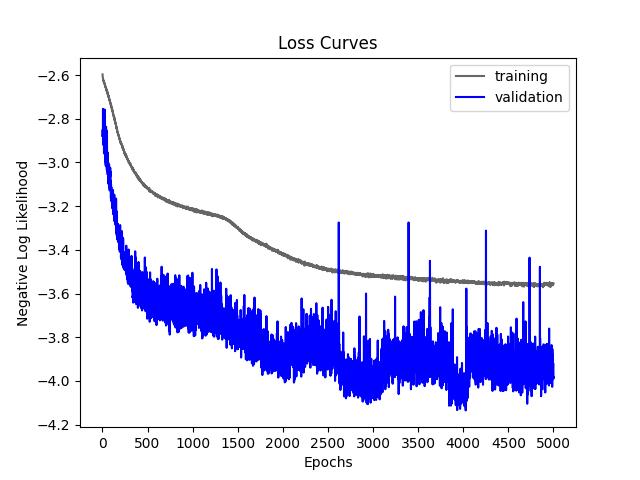 Loss Curves
training
validation
−2.6
−2.8
−3.0
−3.2
−3.4
−3.6
−3.8
−4.0
−4.2
Negative Log Likelihood
0 500 1000 1500 2000 2500 3000 3500 4000 4500 5000
Epochs